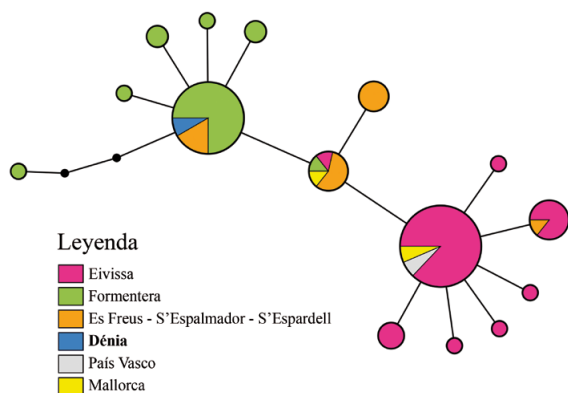 Leyenda
Eivissa
Formentera
Es Freus - S'Espalmador - S'Espardell
Dénia
País Vasco
Mallorca